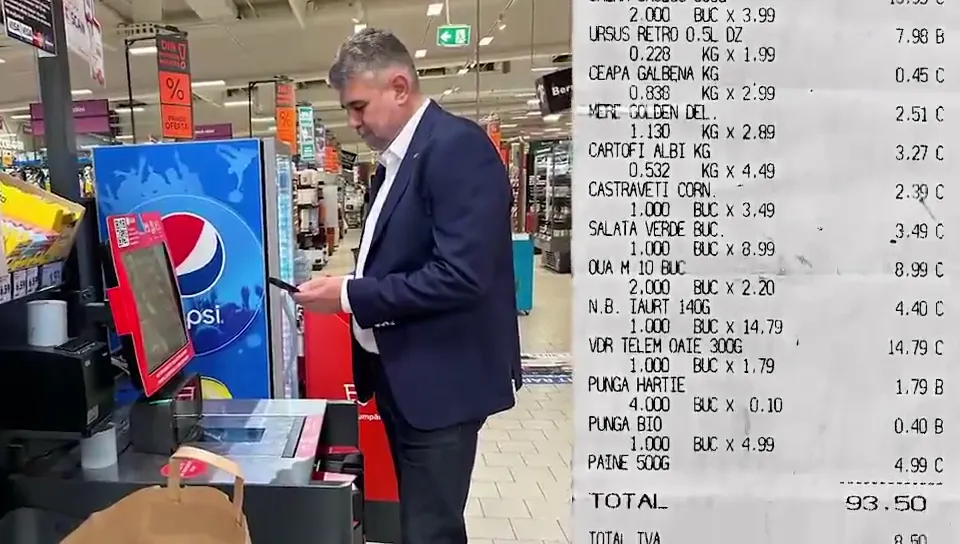 %
psi
2.000 BUC x 3.99
URSUS RETRO 0.5L DZ 7.98 B
0.228 KG x 1.99
CEAPA GALBENA KG 0.45 C
0.838 KG x 2.99
MERE GOLDEN DEL. 2.51 C
1.130 KG x 2.89
CARTOFI ALBI KG 3.27 C
0.532 KG x 4.49
CASTRAVETI CORN. 2.39 C
1.000 BUC x 3.49
SALATA VERDE BUC. 3.49 C
1.000 BUC x 8.99
OUA M 10 BUC 8.99 C
2.000 BUC x 2.20
N.B. IAURT 140G 4.40 C
1.000 BUC x 14.79
VDR TELEM OAIE 300G 14.79 C
1.000 BUC x 1.79
PUNGA HARTIE 1.79 B
4.000 BUC x 0.10
PUNGA BIO 0.40 B
1.000 BUC x 4.99
PAINE 500G 4.99 C
TOTAL 93.50
TOTAL TVA 8.50